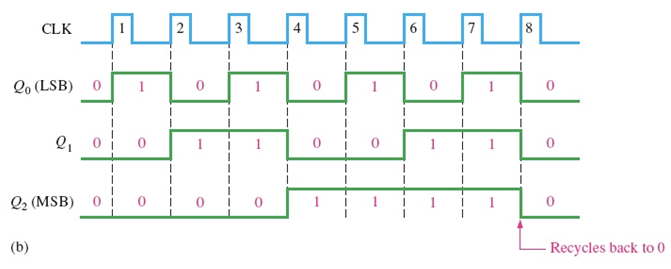 CLK 1 2 3 4 5 6 7 8
Q0 (LSB) 0 1 0 1 0 1 0 1 0
Q1 0 0 1 1 0 0 1 1 0
Q2 (MSB) 0 0 0 0 1 1 1 1 0
(b) Recycles back to 0